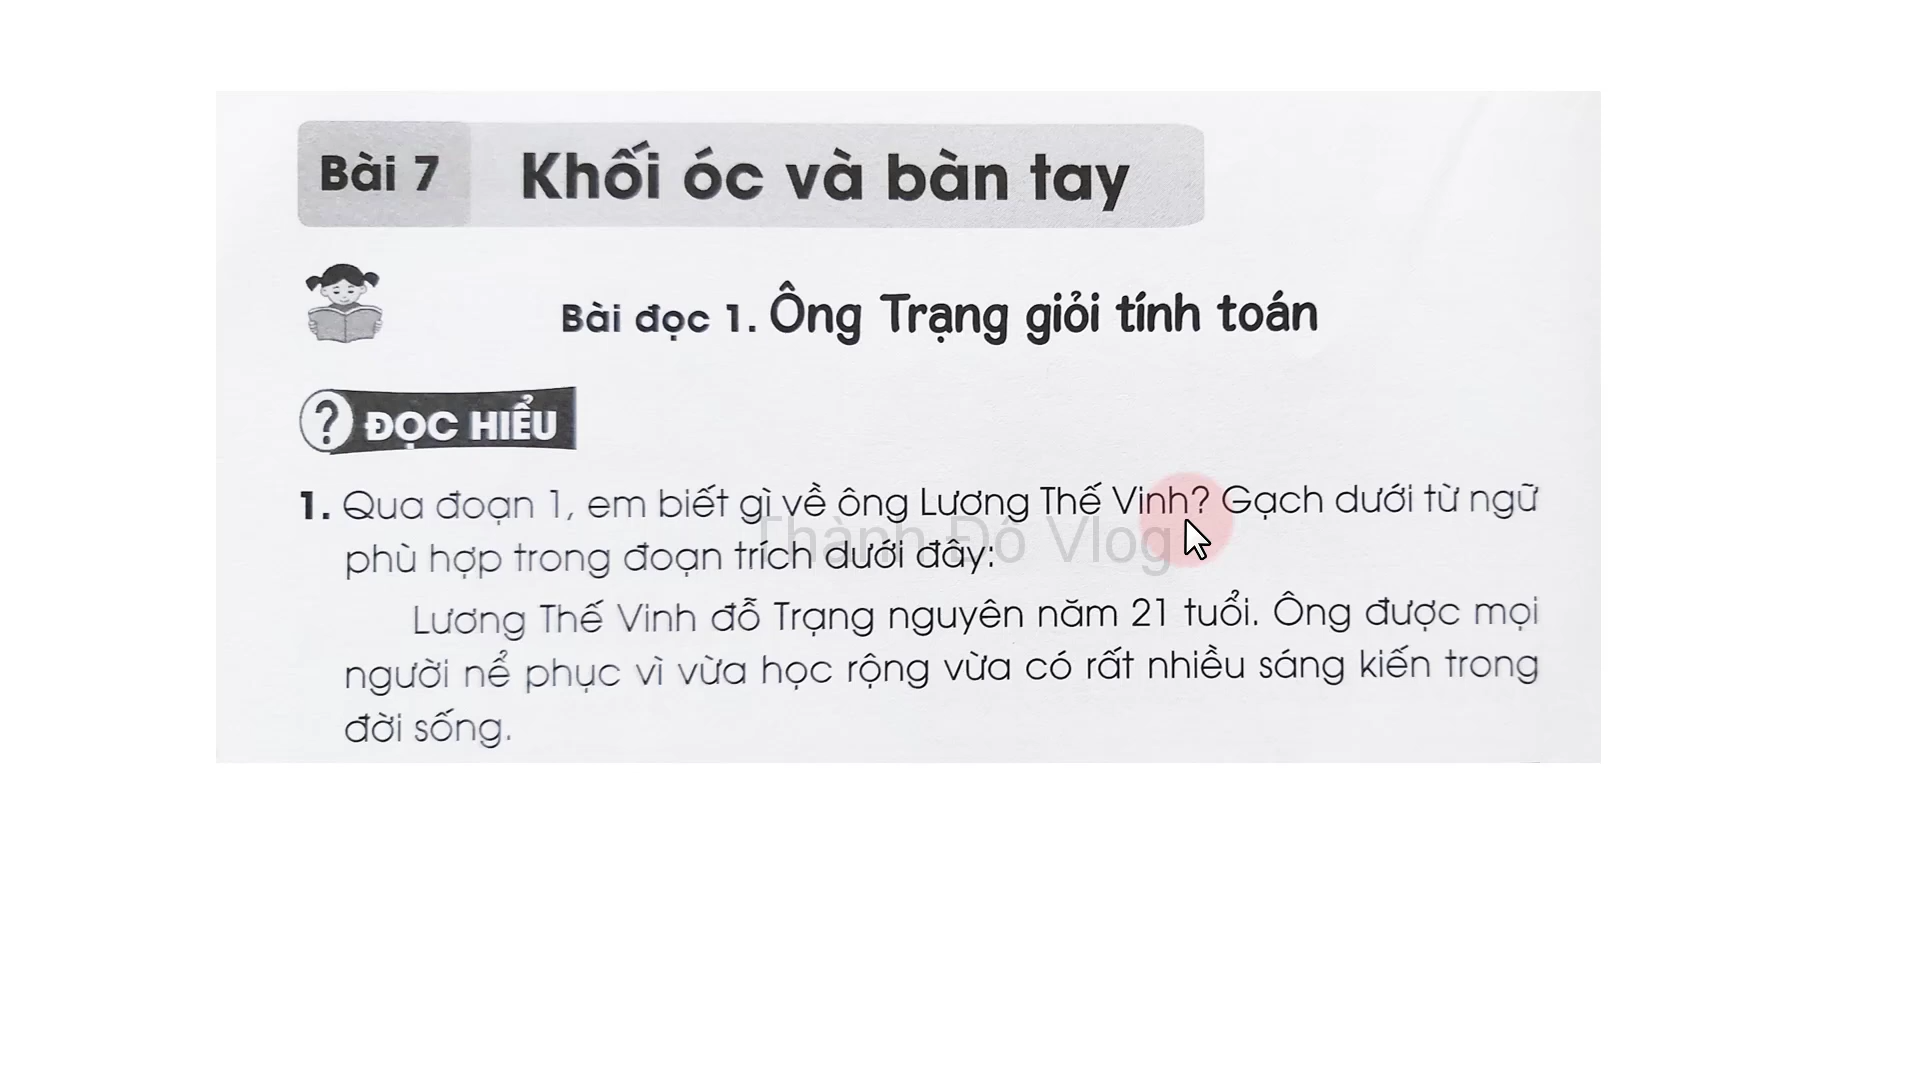 Bài 7 Khối óc và bàn tay
Bài đọc 1. Ông Trạng giỏi tính toán
? ĐỌC HIỂU
1. Qua đoạn 1, em biết gì về ông Lương Thế Vinh? Gạch dưới từ ngữ
phù hợp trong đoạn trích dưới đây:
Thành Đô Vlog
Lương Thế Vinh đỗ Trạng nguyên năm 21 tuổi. Ông được mọi
người nể phục vì vừa học rộng vừa có rất nhiều sáng kiến trong
đời sống.